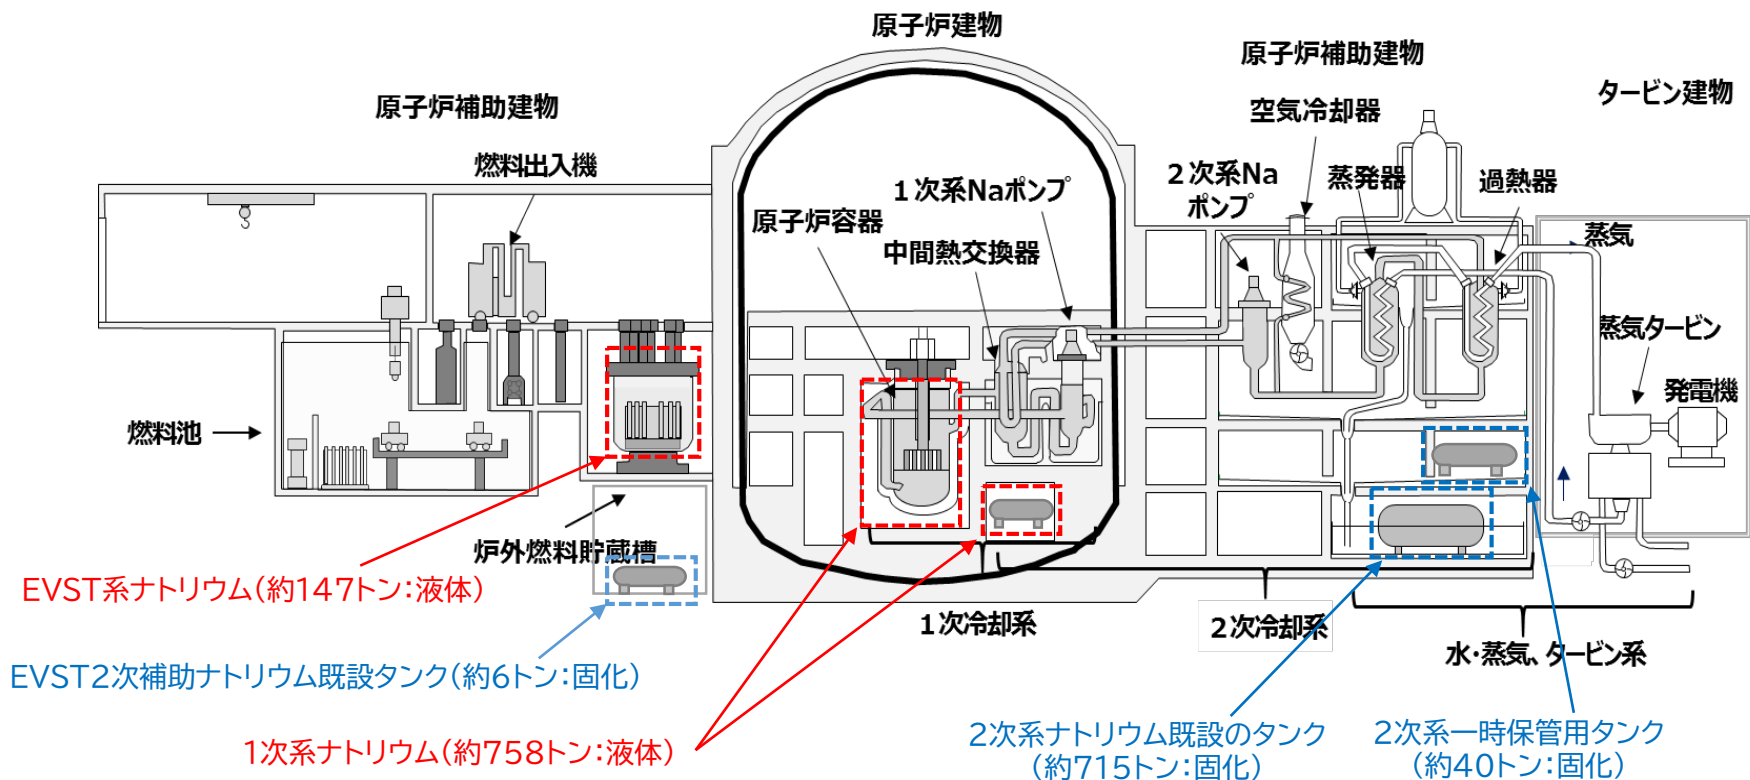 原子炉建物
原子炉補助建物
タービン建物
原子炉補助建物
空気冷却器
燃料出入機
2次系Na
ポンプ
蒸発器
過熱器
1次系Naポンプ
原子炉容器
中間熱交換器
蒸気
蒸気タービン
発電機
燃料池
炉外燃料貯蔵槽
EVST系ナトリウム(約147トン:液体)
1次冷却系
2次冷却系
水・蒸気、タービン系
EVST2次補助ナトリウム既設タンク(約6トン:固化)
1次系ナトリウム(約758トン:液体)
2次系ナトリウム既設のタンク
(約715トン:固化)
2次系一時保管用タンク
(約40トン:固化)